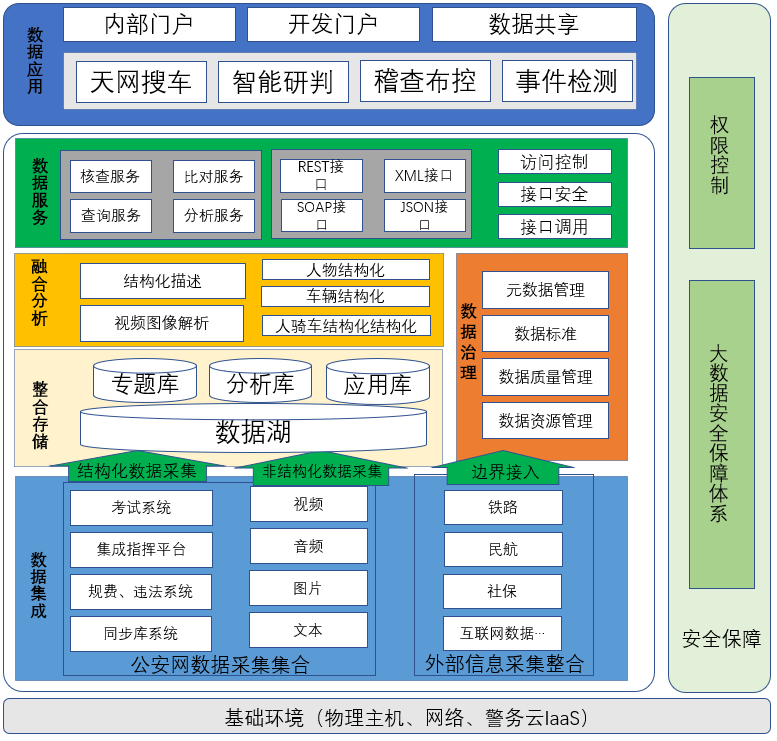 数据应用
内部门户
开发门户
数据共享
天网搜车
智能研判
稽查布控
事件检测
数据服务
核查服务
比对服务
查询服务
分析服务
REST接
口
XML接口
SOAP接
口
JSON接
口
访问控制
接口安全
接口调用
融合分析
结构化描述
视频图像解析
人物结构化
车辆结构化
人骑车结构化结构化
数据治理
元数据管理
数据标准
数据质量管理
数据资源管理
整合存储
专题库
分析库
应用库
数据湖
结构化数据采集
非结构化数据采集
边界接入
数据集成
考试系统
集成指挥平台
规费、违法系统
同步库系统
视频
音频
图片
文本
公安网数据采集集合
铁路
民航
社保
互联网数据…
外部信息采集整合
权限控制
大数据安全保障体系
安全保障
基础环境（物理主机、网络、警务云IaaS）